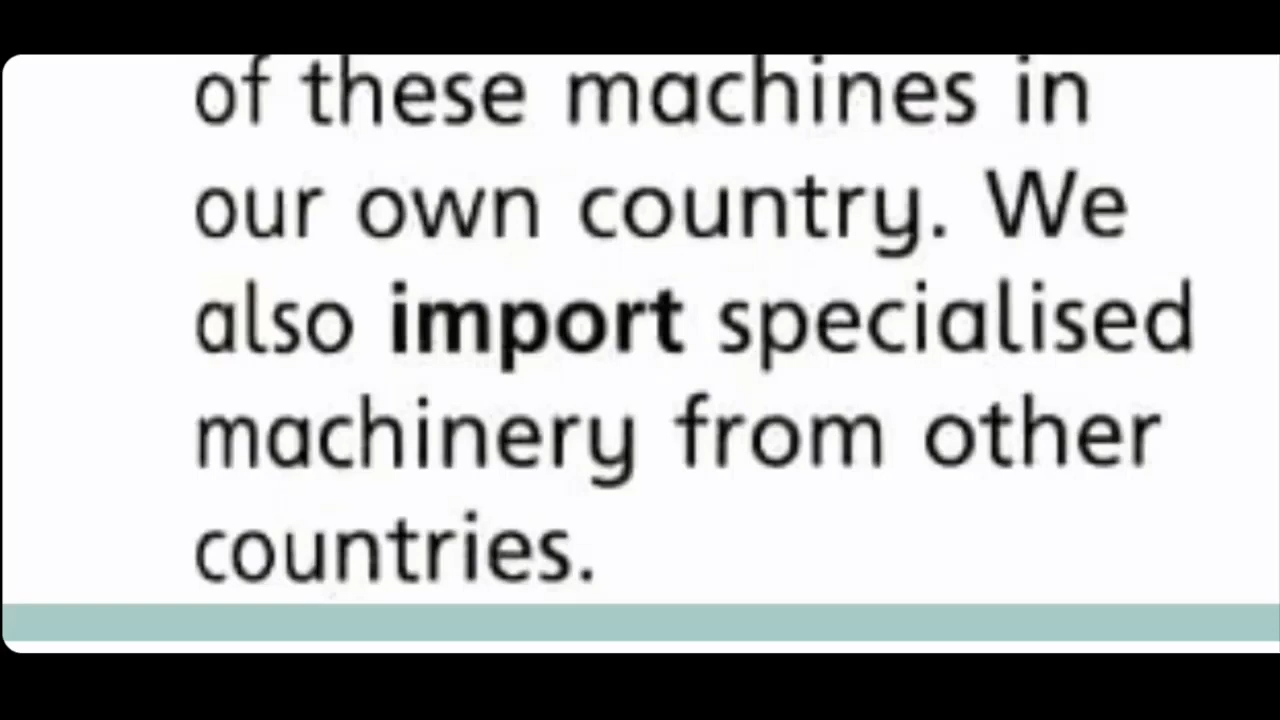 of these machines in
our own country. We
also import specialised
machinery from other
countries.